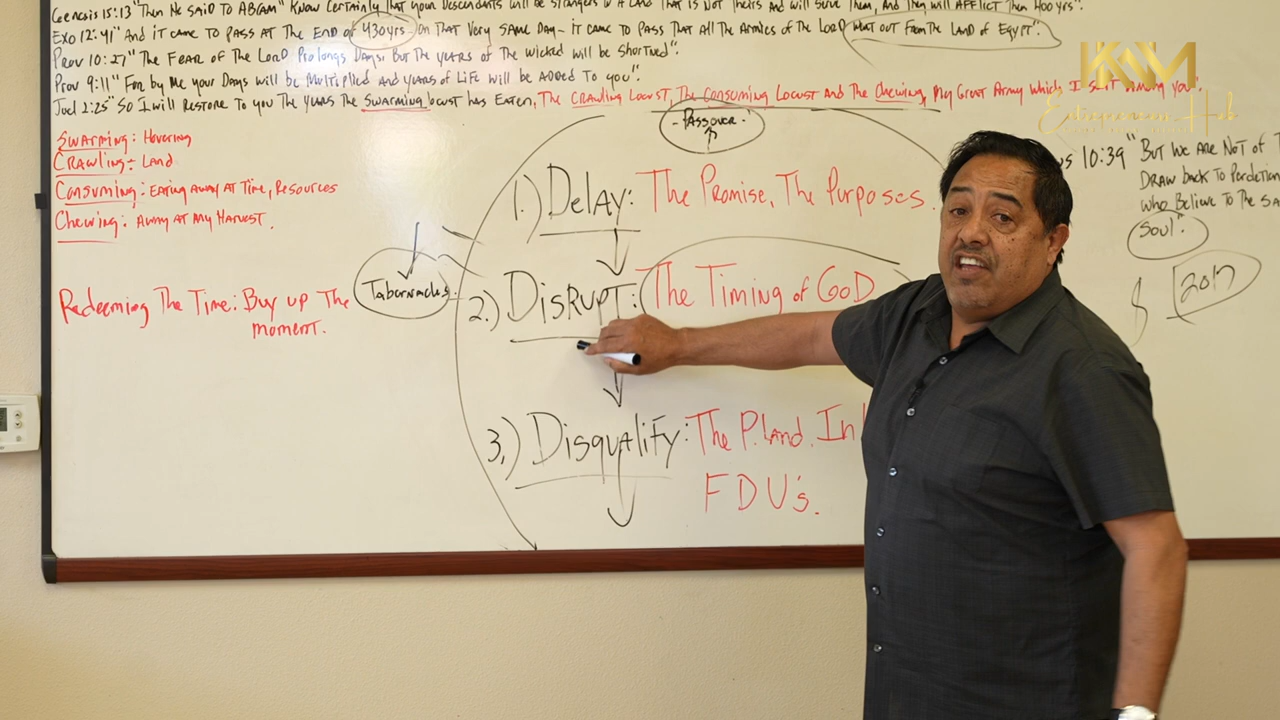 Genesis 15:13 "Then He Said To ABRAM" Know Certainly That your Descendants will be Strangers in a Land That is Not Theirs and will Serve Them, and They will Afflict Them 400 yrs".
Exo 12:41 "And it came to Pass at The End of 430yrs - On That Very Same Day - it came to Pass That All The Armies of The Lord went out From The Land of Egypt".
Prov 10:27 "The Fear of The Lord Prolongs Days, But The years of The wicked will be Shortned".
Prov 9:11 "For by Me your Days will be Multiplied and years of Life will be Added To you".
Joel 2:25 "So I will Restore To you The years The Swarming locust has Eaten, The Crawling Locust, The Consuming Locust and The Chewing, My Great Army which I sent among you".
KWM
Entrepreneur Hub
Passover
Swarming: Hovering
Crawling: Land
Consuming: Eating away at Time, Resources
Chewing: Away at My Harvest.
10:39 "But we are Not of
Draw back To Perdetion
who Believe To The Sa
Soul".
$ 2017
1.) Delay: The Promise, The Purposes.
Tabernacles.
2.) Disrupt: The Timing of God
Redeeming The Time: Buy up The
moment.
3.) Disqualify: The P. Land. In
F D U's.